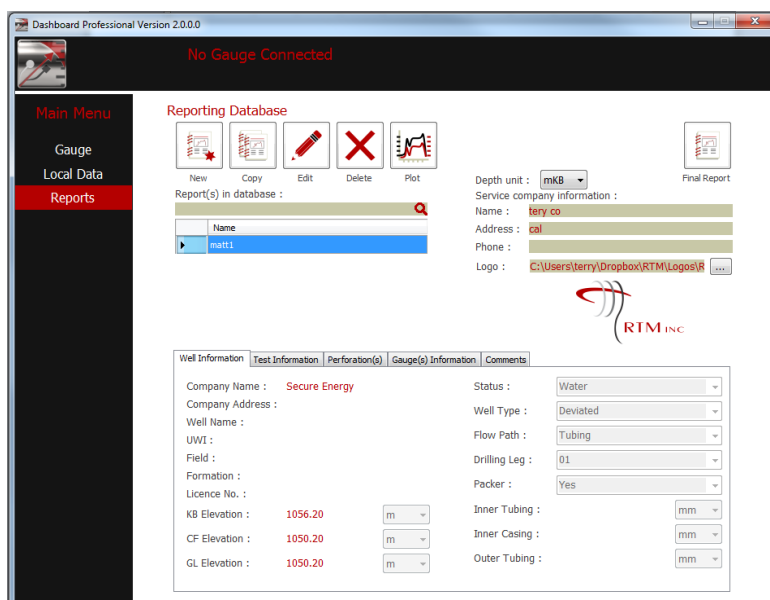 Dashboard Professional Version 2.0.0.0
No Gauge Connected
Main Menu
Gauge
Local Data
Reports
Reporting Database
New
Copy
Edit
Delete
Plot
Final Report
Report(s) in database :
Name
matt1
Depth unit : mKB
Service company information :
Name : tery co
Address : cal
Phone :
Logo : C:\Users\terry\Dropbox\RTM\Logos\R ...
RTM INC
Well Information
Test Information
Perforation(s)
Gauge(s) Information
Comments
Company Name : Secure Energy
Company Address :
Well Name :
UWI :
Field :
Formation :
Licence No. :
KB Elevation : 1056.20 m
CF Elevation : 1050.20 m
GL Elevation : 1050.20 m
Status : Water
Well Type : Deviated
Flow Path : Tubing
Drilling Leg : 01
Packer : Yes
Inner Tubing : mm
Inner Casing : mm
Outer Tubing : mm